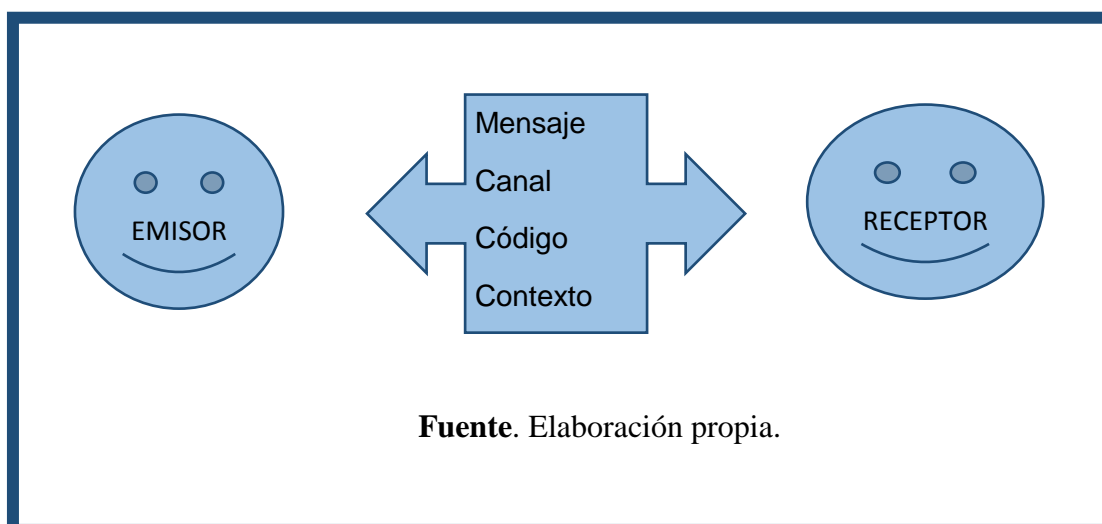 EMISOR
Mensaje
Canal
Código
Contexto
RECEPTOR
Fuente. Elaboración propia.